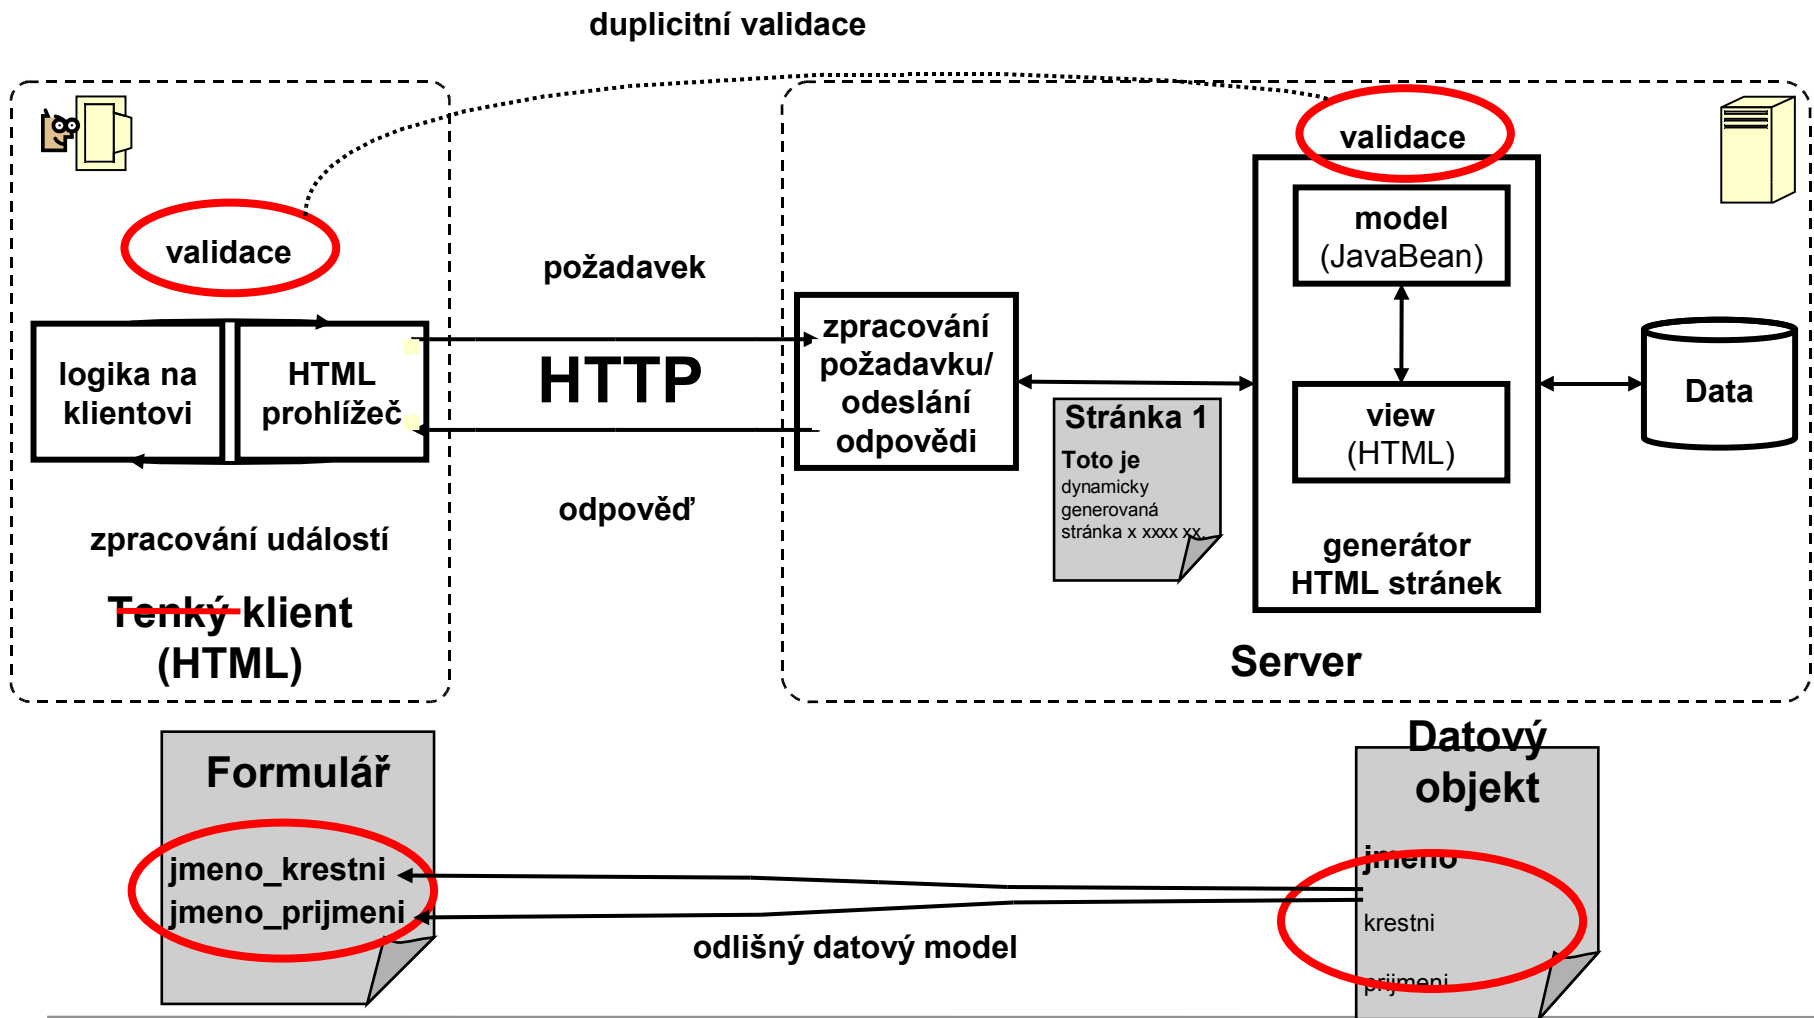 duplicitní validace
validace
logika na
klientovi
HTML
prohlížeč
zpracování událostí
Tenký klient
(HTML)
požadavek
HTTP
odpověď
zpracování
požadavku/
odeslání
odpovědi
Stránka 1
Toto je
dynamicky
generovaná
stránka x xxxx xx.
validace
model
(JavaBean)
view
(HTML)
generátor
HTML stránek
Data
Server
Formulář
jmeno_krestni
jmeno_prijmeni
odlišný datový model
Datový
objekt
jmeno
krestni
prijmeni